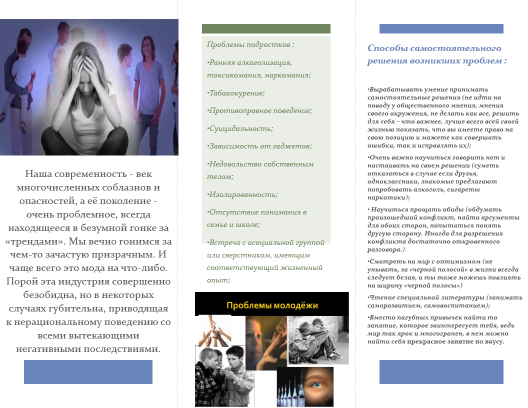 Наша современность - век
многочисленных соблазнов и
опасностей, а её поколение -
очень проблемное, всегда
находящееся в безумной гонке за
«трендами». Мы вечно гонимся за
чем-то зачастую призрачным. И
чаще всего это мода на что-либо.
Порой эта индустрия совершенно
безобидна, но в некоторых
случаях губительна, приводящая
к нерациональному поведению со
всеми вытекающими
негативными последствиями.
Проблемы подростков :
•Ранняя алкоголизация,
токсикомания, наркомания;
•Табакокурение;
•Противоправное поведение;
•Суицидальность;
•Зависимость от гаджетов;
•Недовольство собственным
телом;
•Изолированность;
•Отсутствие понимания в
семье и школе;
•Встреча с асоциальной группой
или сверстником, имеющим
соответствующий жизненный
опыт;
Проблемы молодёжи
Способы самостоятельного
решения возникших проблем :
•Вырабатывать умение принимать
самостоятельные решения (не идти на
поводу у общественного мнения, мнения
своего окружения, не делать как все, решить
для себя – что важнее, лучше всего всей своей
жизнью показать, что вы имеете право на
свою позицию и можете как совершать
ошибки, так и исправлять их);
•Очень важно научиться говорить нет и
настаивать на своем решении (суметь
отказаться в случае если друзья,
одноклассники, знакомые предлагают
попробовать алкоголь, сигареты
наркотики);
• Научиться прощать обиды (обдумать
произошедший конфликт, найти аргументы
для обоих сторон, попытаться понять
другую сторону. Иногда для разрешения
конфликта достаточно откровенного
разговора.)
•Смотреть на мир с оптимизмом (не
унывать, за «черной полосой» в жизни всегда
следует белая, и ты тоже можешь повлиять
на ширину «черной полосы»)
•Чтение специальной литературы (занимать
саморазвитием, самовоспитанием);
•Вместо пагубных привычек найти то
занятие, которое заинтересует тебя, ведь
мир так ярок и многогранен, в нем можно
найти себя прекрасное занятие по вкусу.